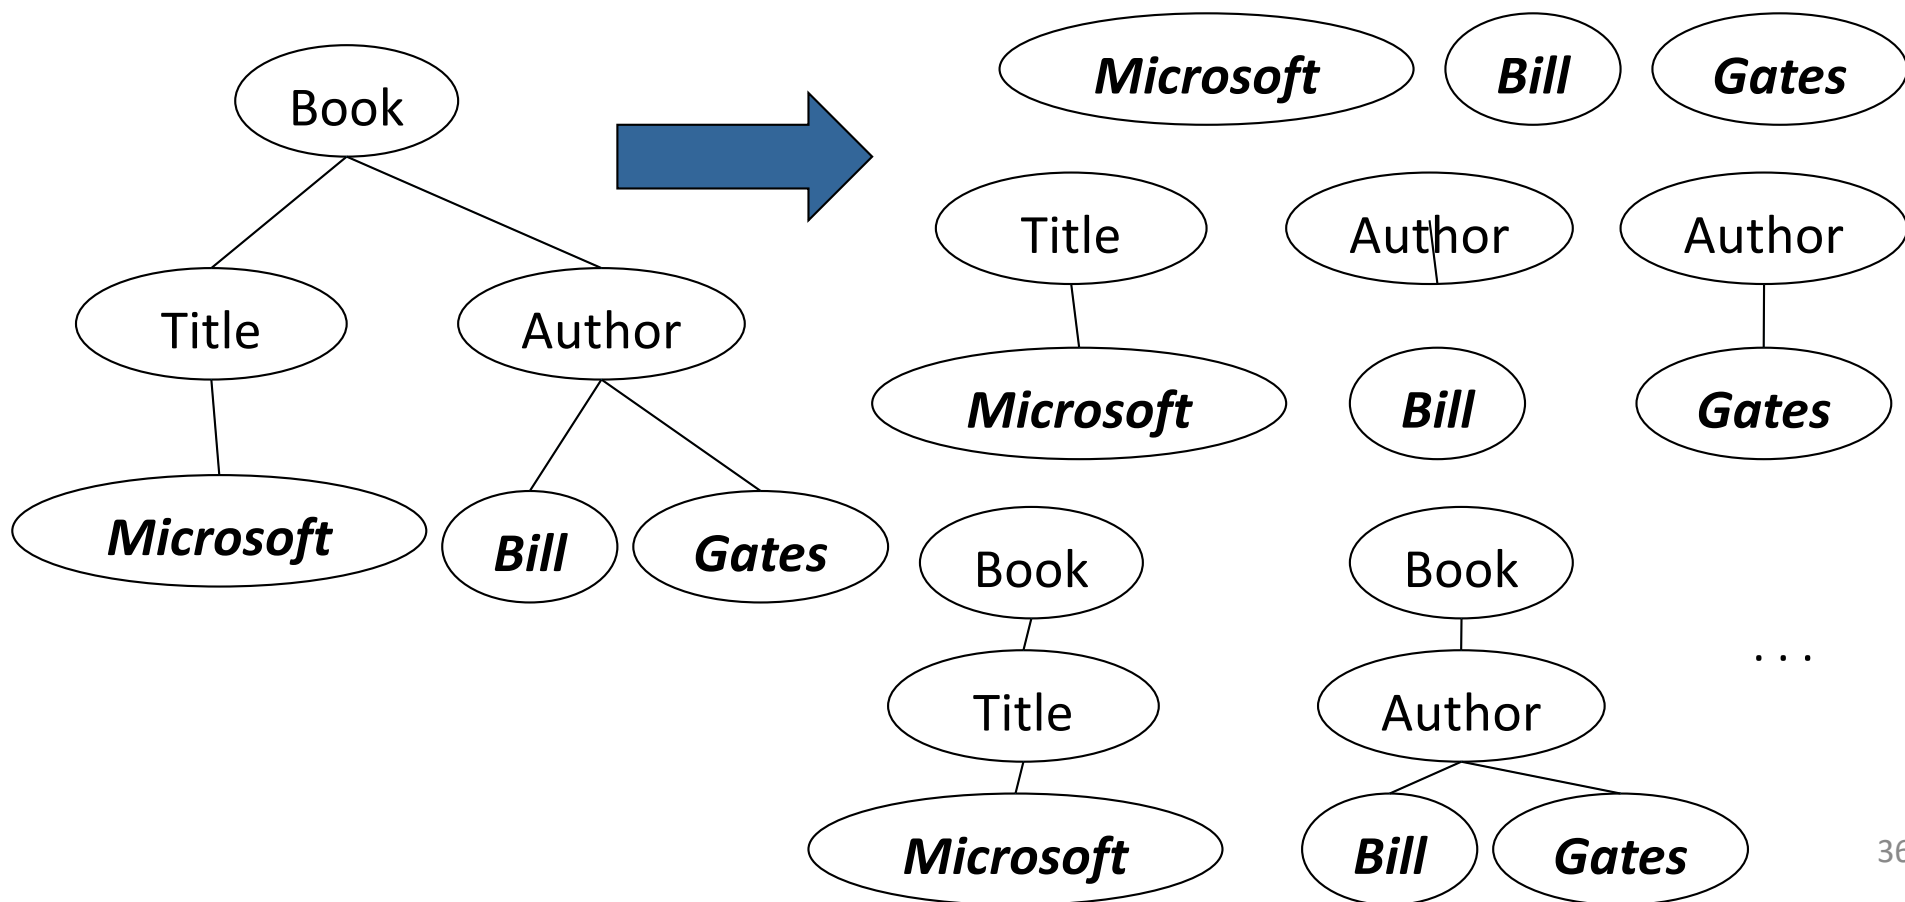 Book
Title
Author
Microsoft
Bill
Gates
Microsoft
Bill
Gates
Title
Author
Author
Microsoft
Bill
Gates
Book
Book
Title
Author
. . .
Microsoft
Bill
Gates
36